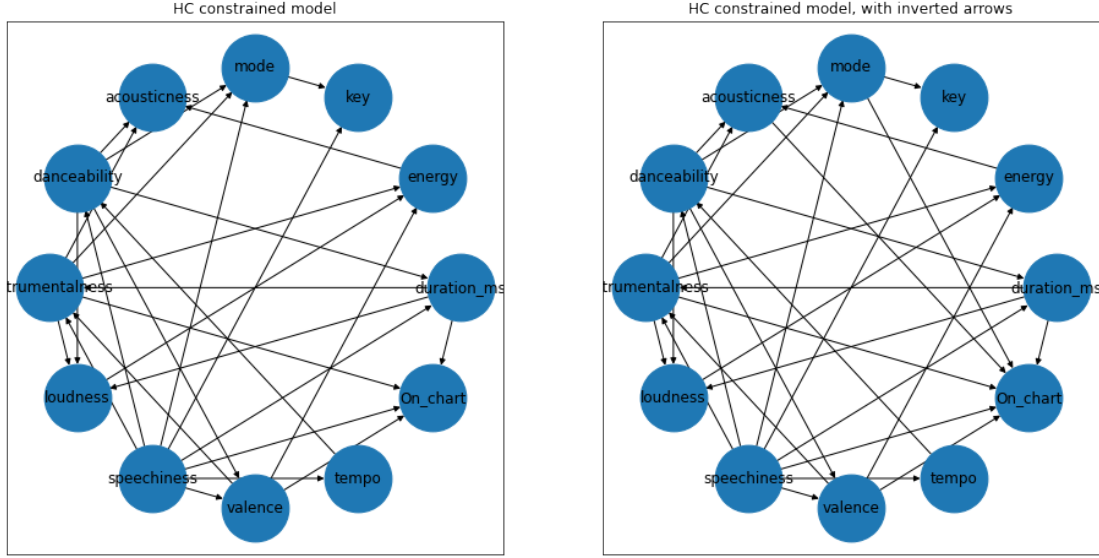 HC constrained model
mode
key
acousticness
energy
danceability
trumentalness
duration_ms
loudness
On_chart
speechiness
tempo
valence
HC constrained model, with inverted arrows
mode
key
acousticness
energy
danceability
trumentalness
duration_ms
loudness
On_chart
speechiness
tempo
valence